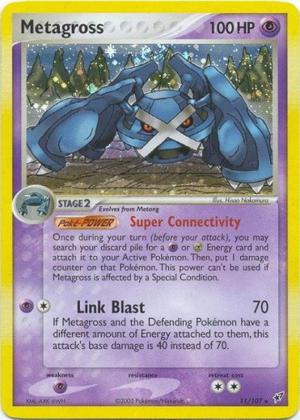 Metagross 100 HP
Illus. Hisao Nakamura
STAGE 2 Evolves from Metang
Poké-POWER Super Connectivity
Once during your turn (before your attack), you may
search your discard pile for a or Energy card and
attach it to your Active Pokémon. Then, put 1 damage
counter on that Pokémon. This power can't be used if
Metagross is affected by a Special Condition.
Link Blast 70
If Metagross and the Defending Pokémon have a
different amount of Energy attached to them, this
attack's base damage is 40 instead of 70.
weakness resistance retreat cost
©2005 Pokémon/Nintendo. 11/107 ★